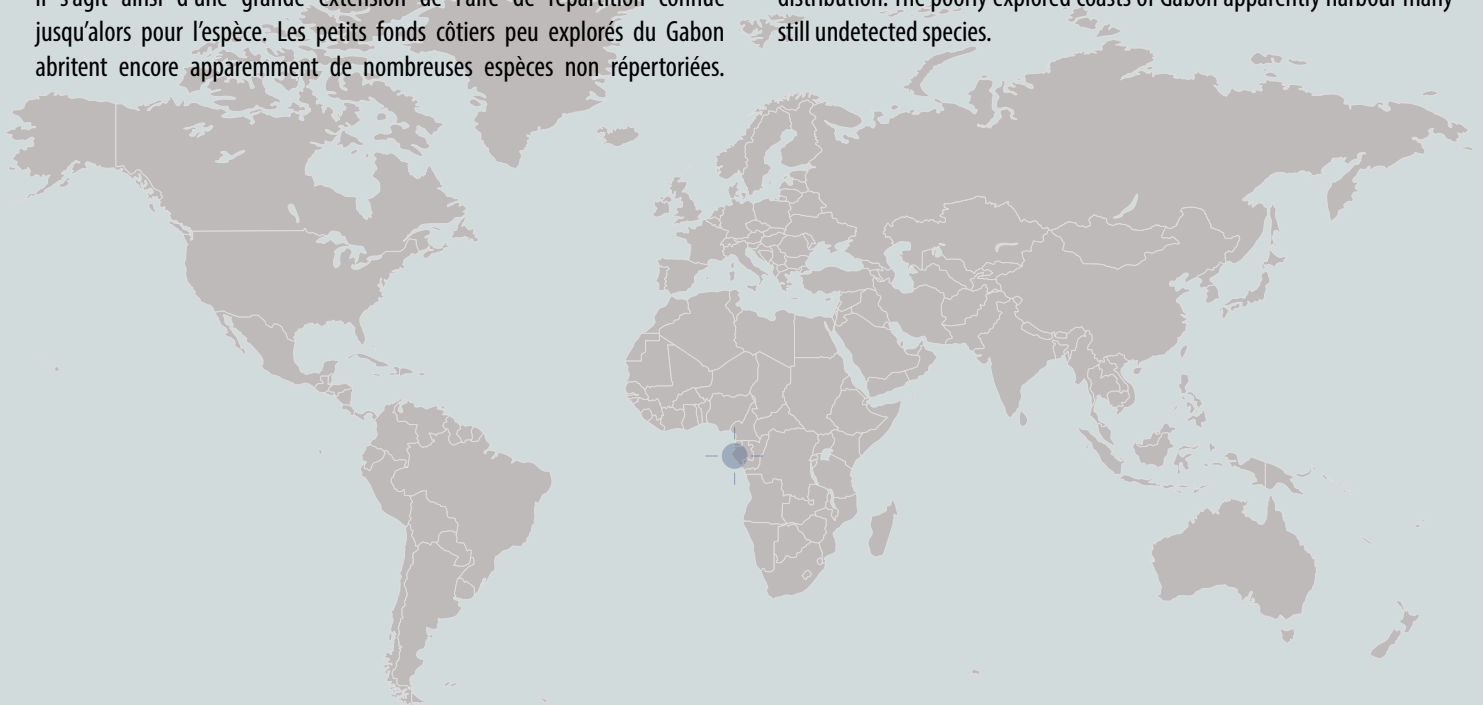 Il s'agit ainsi d'une grande extension de l'aire de répartition connue
jusqu'alors pour l'espèce. Les petits fonds côtiers peu explorés du Gabon
abritent encore apparemment de nombreuses espèces non répertoriées.
distribution. The poorly explored coasts of Gabon apparently harbour many
still undetected species.